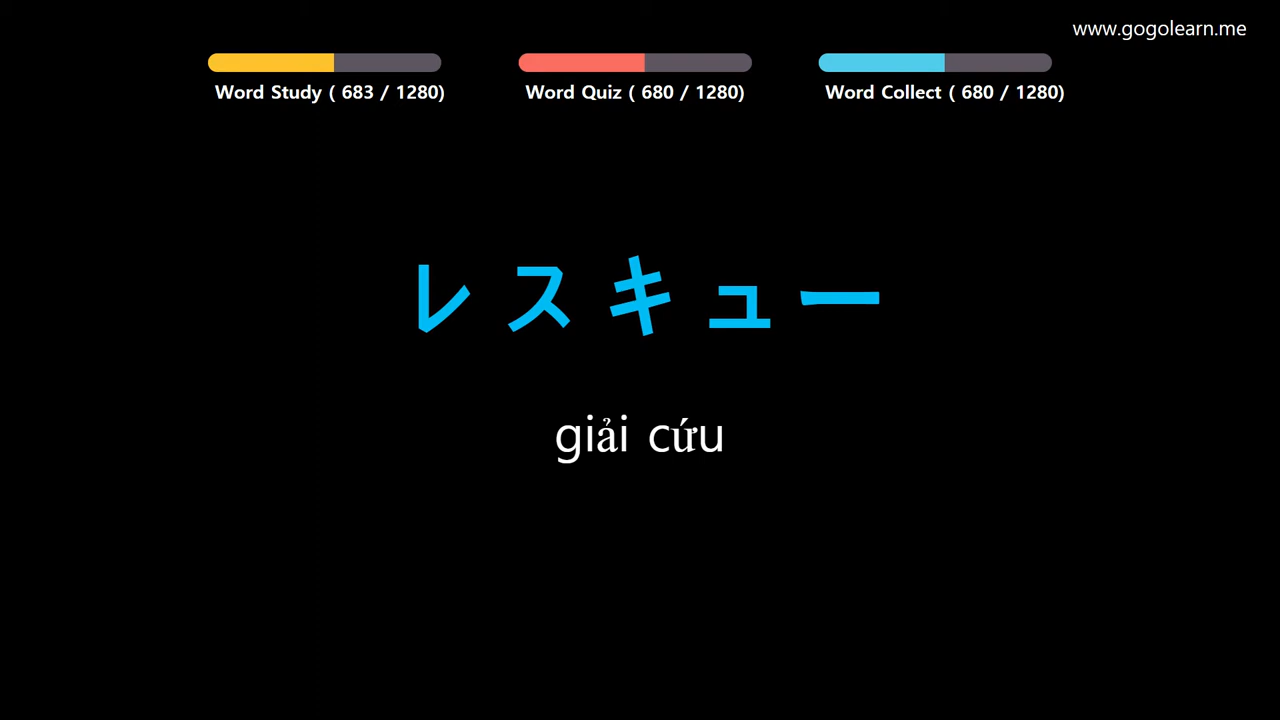 www.gogolearn.me
Word Study ( 683 / 1280)
Word Quiz ( 680 / 1280)
Word Collect ( 680 / 1280)
レスキュー
giải cứu